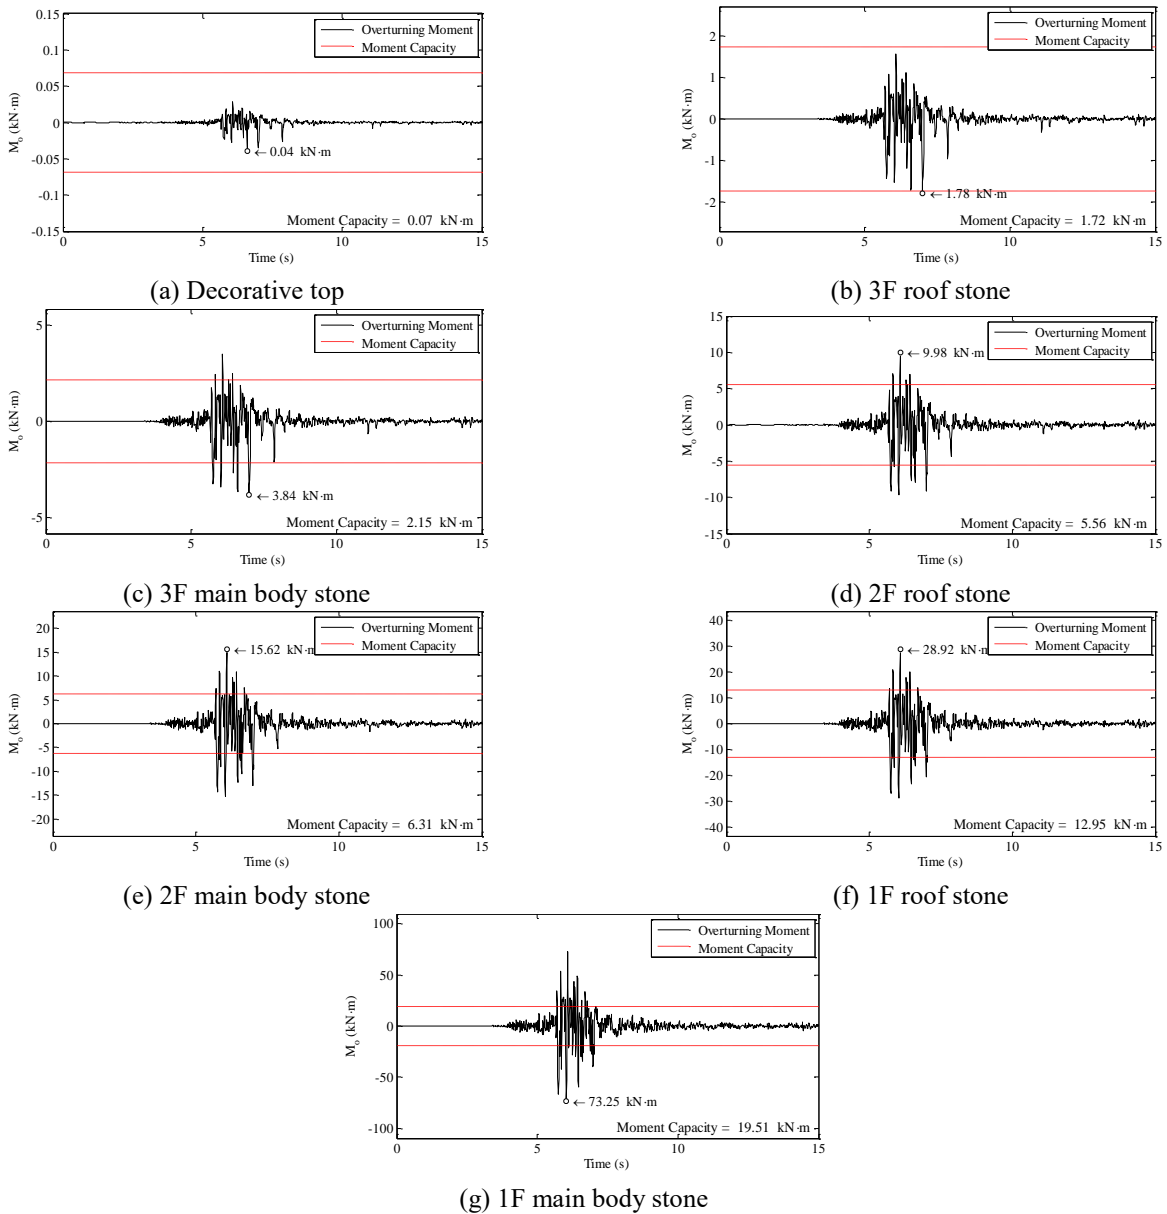 0.15
0.1
0.05
0
-0.05
-0.1
-0.15
M_o (kN·m)
Overturning Moment
Moment Capacity
← 0.04 kN·m
Moment Capacity = 0.07 kN·m
0 5 10 15
Time (s)
(a) Decorative top
2
1
0
-1
-2
M_o (kN·m)
Overturning Moment
Moment Capacity
← 1.78 kN·m
Moment Capacity = 1.72 kN·m
0 5 10 15
Time (s)
(b) 3F roof stone
5
0
-5
M_o (kN·m)
Overturning Moment
Moment Capacity
← 3.84 kN·m
Moment Capacity = 2.15 kN·m
0 5 10 15
Time (s)
(c) 3F main body stone
15
10
5
0
-5
-10
-15
M_o (kN·m)
Overturning Moment
Moment Capacity
← 9.98 kN·m
Moment Capacity = 5.56 kN·m
0 5 10 15
Time (s)
(d) 2F roof stone
20
15
10
5
0
-5
-10
-15
-20
M_o (kN·m)
Overturning Moment
Moment Capacity
← 15.62 kN·m
Moment Capacity = 6.31 kN·m
0 5 10 15
Time (s)
(e) 2F main body stone
40
30
20
10
0
-10
-20
-30
-40
M_o (kN·m)
Overturning Moment
Moment Capacity
← 28.92 kN·m
Moment Capacity = 12.95 kN·m
0 5 10 15
Time (s)
(f) 1F roof stone
100
50
0
-50
-100
M_o (kN·m)
Overturning Moment
Moment Capacity
← 73.25 kN·m
Moment Capacity = 19.51 kN·m
0 5 10 15
Time (s)
(g) 1F main body stone